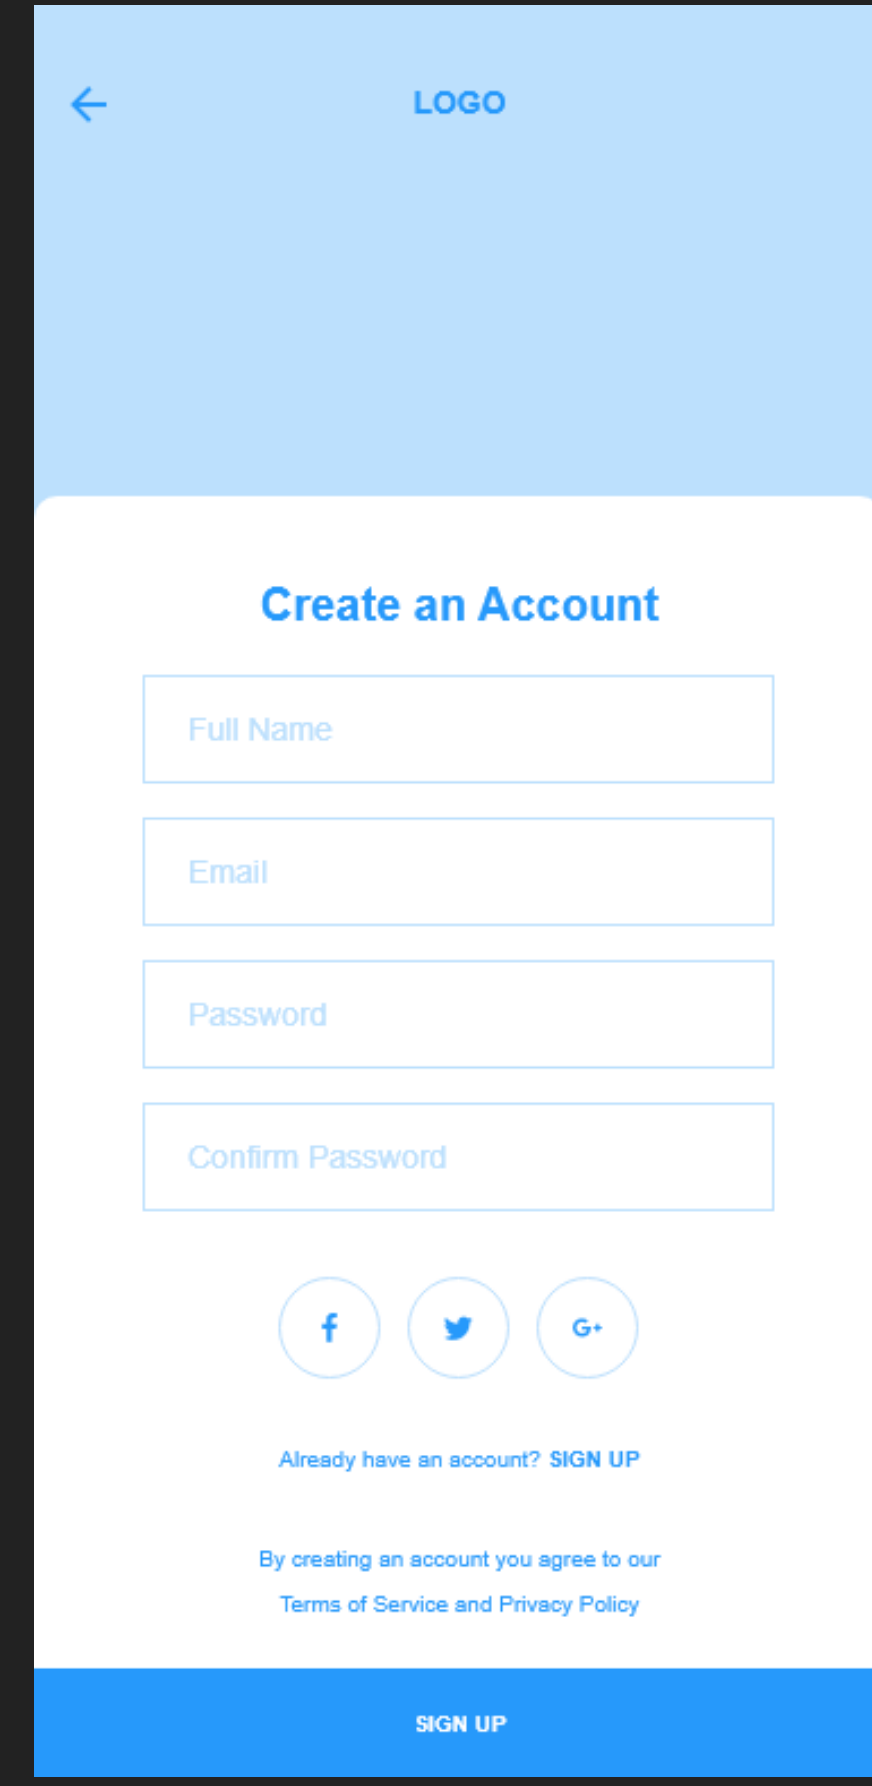 LOGO
Create an Account
Full Name
Email
Password
Confirm Password
f
G+
Already have an account? SIGN UP
By creating an account you agree to our
Terms of Service and Privacy Policy
SIGN UP